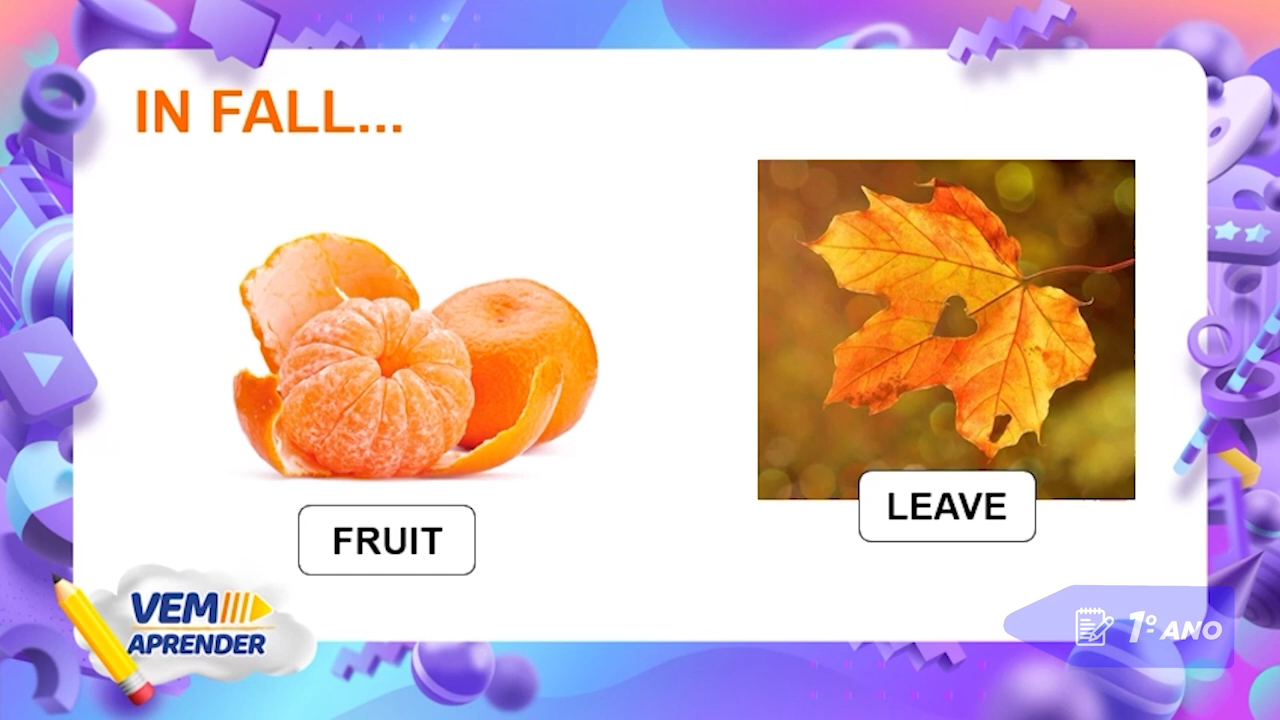 IN FALL...
FRUIT
LEAVE
VEM
APRENDER
1º ANO